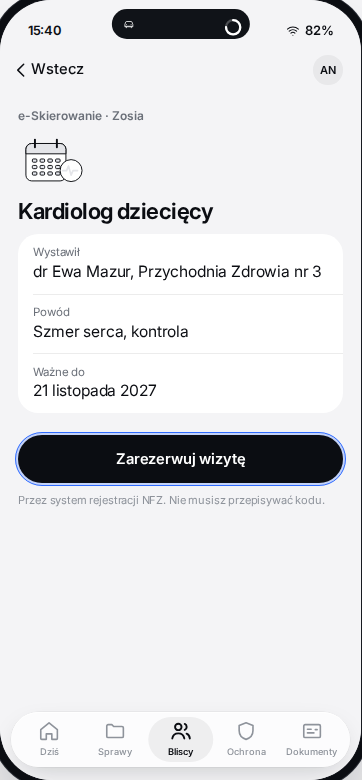 15:40
82%
Wstecz
AN
e-Skierowanie · Zosia
Kardiolog dziecięcy
Wystawił
dr Ewa Mazur, Przychodnia Zdrowia nr 3
Powód
Szmer serca, kontrola
Ważne do
21 listopada 2027
Zarezerwuj wizytę
Przez system rejestracji NFZ. Nie musisz przepisywać kodu.
Dziś
Sprawy
Bliscy
Ochrona
Dokumenty